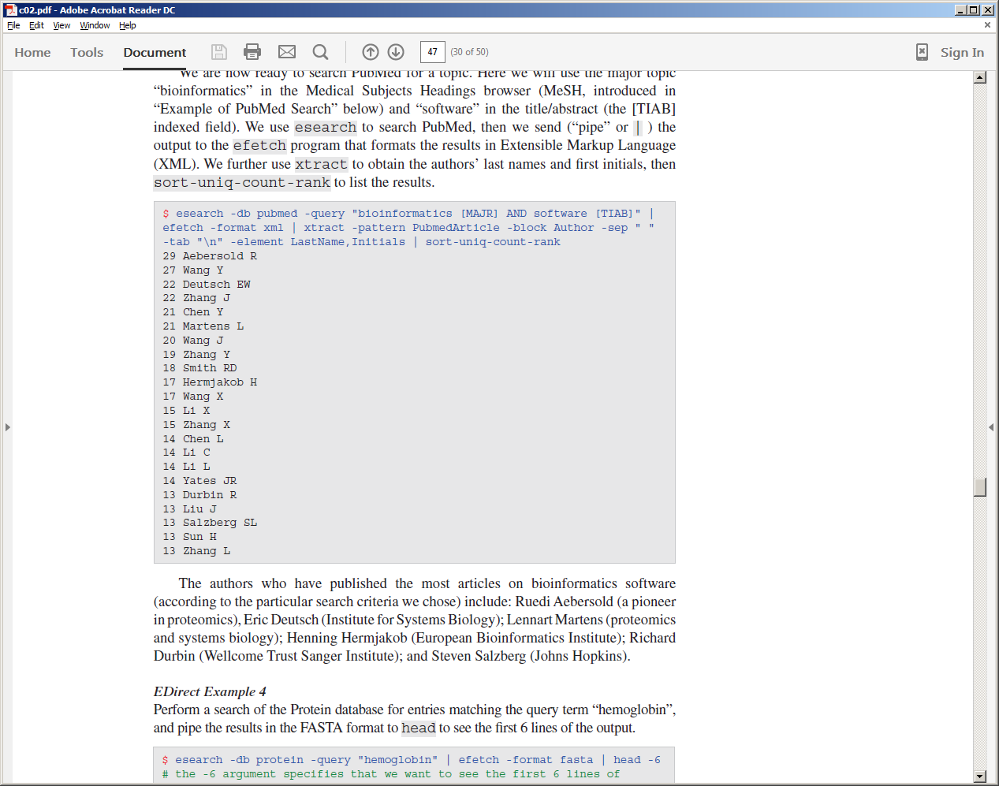 c02.pdf - Adobe Acrobat Reader DC
File Edit View Window Help
Home Tools Document 47 (30 of 50) Sign In
We are now ready to search PubMed for a topic. Here we will use the major topic
“bioinformatics” in the Medical Subjects Headings browser (MeSH, introduced in
“Example of PubMed Search” below) and “software” in the title/abstract (the [TIAB]
indexed field). We use esearch to search PubMed, then we send (“pipe” or | ) the
output to the efetch program that formats the results in Extensible Markup Language
(XML). We further use xtract to obtain the authors’ last names and first initials, then
sort-uniq-count-rank to list the results.
$ esearch -db pubmed -query "bioinformatics [MAJR] AND software [TIAB]" |
efetch -format xml | xtract -pattern PubmedArticle -block Author -sep " "
-tab "\n" -element LastName,Initials | sort-uniq-count-rank
29 Aebersold R
27 Wang Y
22 Deutsch EW
22 Zhang J
21 Chen Y
21 Martens L
20 Wang J
19 Zhang Y
18 Smith RD
17 Hermjakob H
17 Wang X
15 Li X
15 Zhang X
14 Chen L
14 Li C
14 Li L
14 Yates JR
13 Durbin R
13 Liu J
13 Salzberg SL
13 Sun H
13 Zhang L
The authors who have published the most articles on bioinformatics software
(according to the particular search criteria we chose) include: Ruedi Aebersold (a pioneer
in proteomics), Eric Deutsch (Institute for Systems Biology); Lennart Martens (proteomics
and systems biology); Henning Hermjakob (European Bioinformatics Institute); Richard
Durbin (Wellcome Trust Sanger Institute); and Steven Salzberg (Johns Hopkins).
EDirect Example 4
Perform a search of the Protein database for entries matching the query term “hemoglobin”,
and pipe the results in the FASTA format to head to see the first 6 lines of the output.
$ esearch -db protein -query "hemoglobin" | efetch -format fasta | head -6
# the -6 argument specifies that we want to see the first 6 lines of